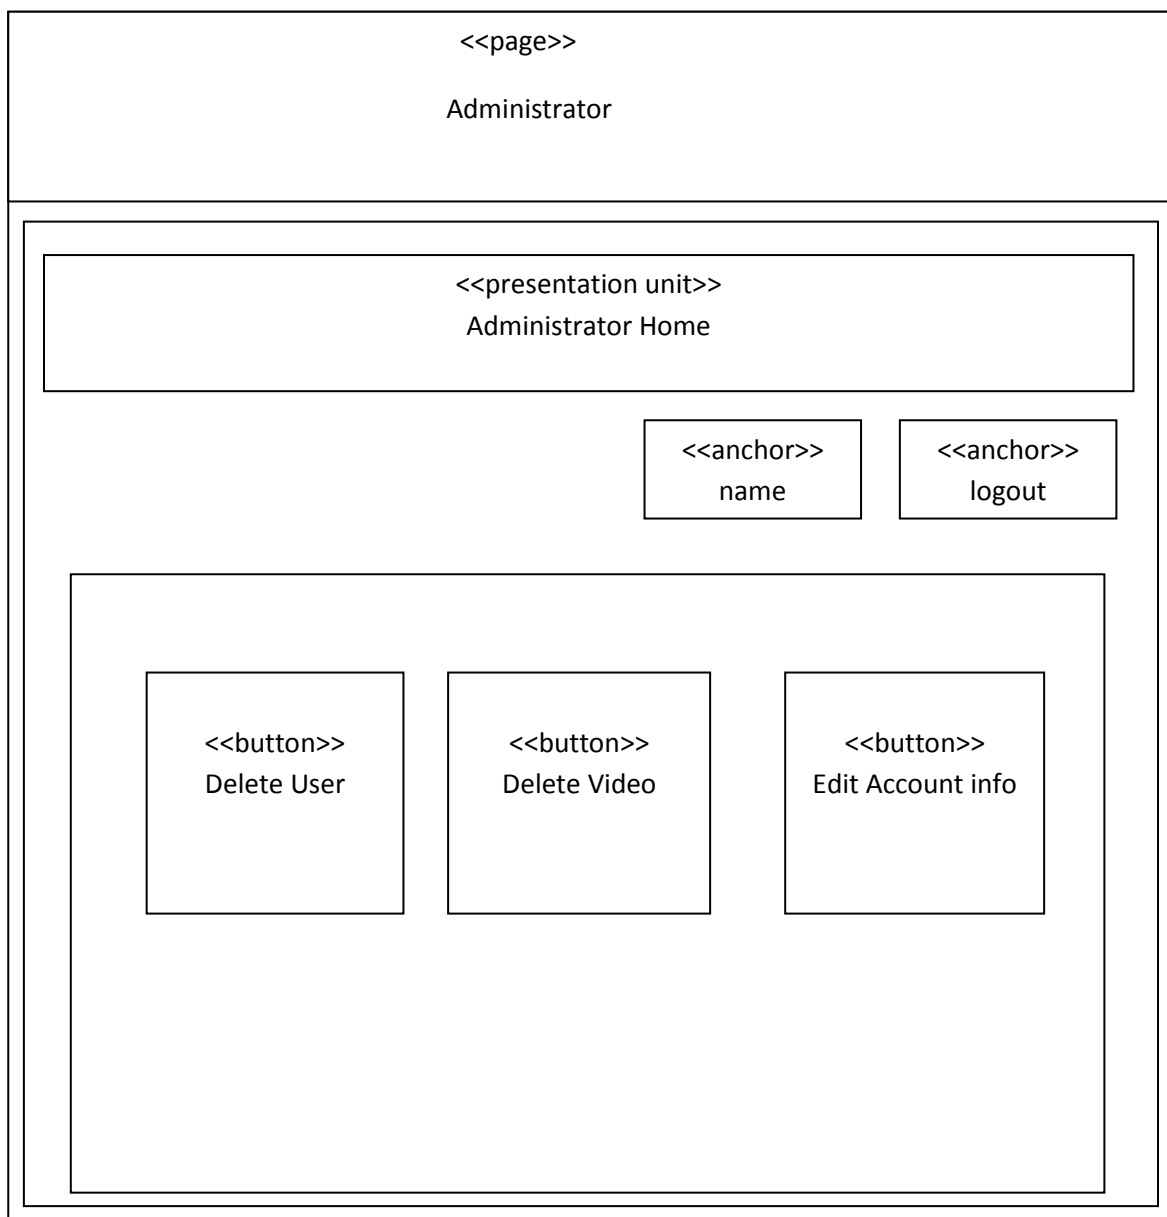 <<page>>
Administrator
<<presentation unit>>
Administrator Home
<<anchor>>
name
<<anchor>>
logout
<<button>>
Delete User
<<button>>
Delete Video
<<button>>
Edit Account info